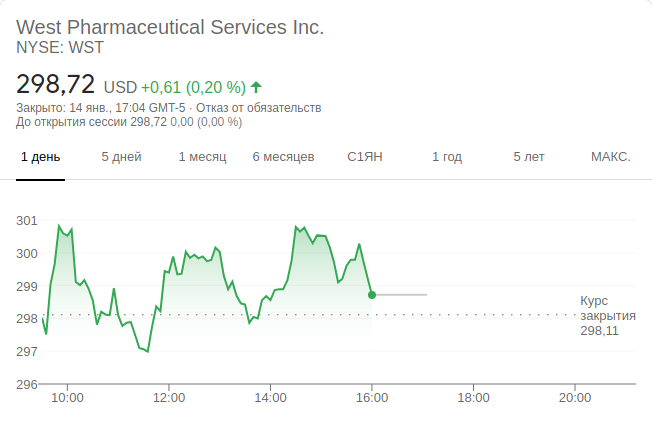 West Pharmaceutical Services Inc.
NYSE: WST
298,72 USD +0,61 (0,20 %)
Закрыто: 14 янв., 17:04 GMT-5 · Отказ от обязательств
До открытия сессии 298,72 0,00 (0,00 %)
1 день 5 дней 1 месяц 6 месяцев С1ЯН 1 год 5 лет МАКС.
301
300
299
298
297
296
Курс
закрытия
298,11
10:00 12:00 14:00 16:00 18:00 20:00